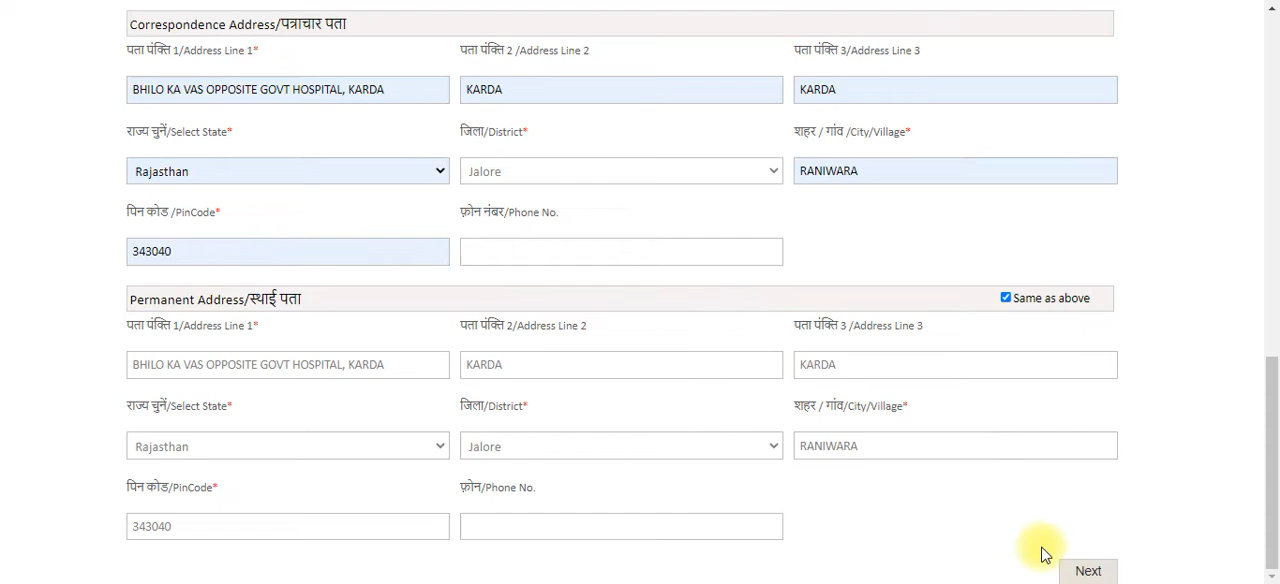 Correspondence Address/पत्राचार पता
पता पंक्ति 1/Address Line 1* पता पंक्ति 2 /Address Line 2 पता पंक्ति 3/Address Line 3
BHILO KA VAS OPPOSITE GOVT HOSPITAL, KARDA KARDA KARDA
राज्य चुनें/Select State* जिला/District* शहर / गांव /City/Village*
Rajasthan Jalore RANIWARA
पिन कोड /PinCode* फ़ोन नंबर/Phone No.
343040
Permanent Address/स्थाई पता Same as above
पता पंक्ति 1/Address Line 1* पता पंक्ति 2/Address Line 2 पता पंक्ति 3 /Address Line 3
BHILO KA VAS OPPOSITE GOVT HOSPITAL, KARDA KARDA KARDA
राज्य चुनें/Select State* जिला/District* शहर / गांव/City/Village*
Rajasthan Jalore RANIWARA
पिन कोड/PinCode* फ़ोन/Phone No.
343040
Next